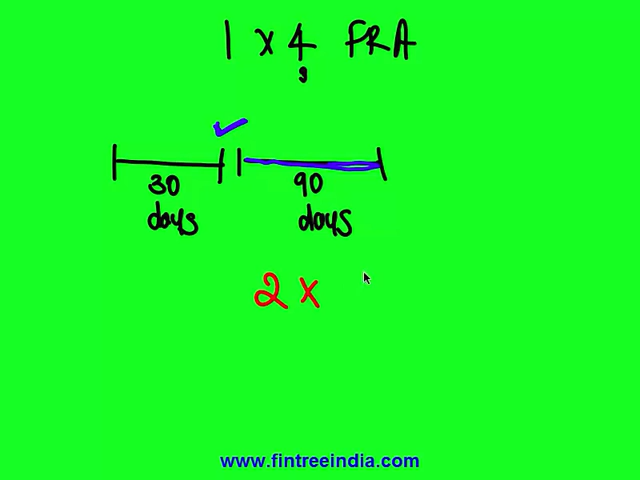 1 x 4 FRA
30 90
days days
2 x
www.fintreeindia.com